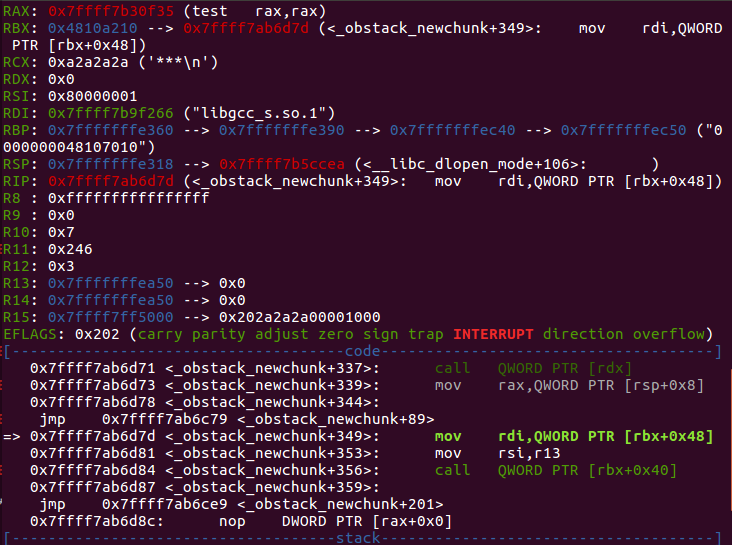 RAX: 0x7ffff7b30f35 (test   rax,rax)
RBX: 0x4810a210 --> 0x7ffff7ab6d7d (<_obstack_newchunk+349>:    mov    rdi,QWORD
 PTR [rbx+0x48])
RCX: 0xa2a2a2a ('***\n')
RDX: 0x0
RSI: 0x80000001
RDI: 0x7ffff7b9f266 ("libgcc_s.so.1")
RBP: 0x7fffffffe360 --> 0x7fffffffe390 --> 0x7fffffffec40 --> 0x7fffffffec50 ("0
000000048107010")
RSP: 0x7fffffffe318 --> 0x7ffff7b5ccea (<__libc_dlopen_mode+106>:        )
RIP: 0x7ffff7ab6d7d (<_obstack_newchunk+349>:   mov    rdi,QWORD PTR [rbx+0x48])
R8 : 0xffffffffffffffff
R9 : 0x0
R10: 0x7
R11: 0x246
R12: 0x3
R13: 0x7fffffffea50 --> 0x0
R14: 0x7fffffffea50 --> 0x0
R15: 0x7ffff7ff5000 --> 0x202a2a2a00001000
EFLAGS: 0x202 (carry parity adjust zero sign trap INTERRUPT direction overflow)
[-------------------------------------code-------------------------------------]
   0x7ffff7ab6d71 <_obstack_newchunk+337>:      call   QWORD PTR [rdx]
   0x7ffff7ab6d73 <_obstack_newchunk+339>:      mov    rax,QWORD PTR [rsp+0x8]
   0x7ffff7ab6d78 <_obstack_newchunk+344>:
    jmp    0x7ffff7ab6c79 <_obstack_newchunk+89>
=> 0x7ffff7ab6d7d <_obstack_newchunk+349>:      mov    rdi,QWORD PTR [rbx+0x48]
   0x7ffff7ab6d81 <_obstack_newchunk+353>:      mov    rsi,r13
   0x7ffff7ab6d84 <_obstack_newchunk+356>:      call   QWORD PTR [rbx+0x40]
   0x7ffff7ab6d87 <_obstack_newchunk+359>:
    jmp    0x7ffff7ab6ce9 <_obstack_newchunk+201>
   0x7ffff7ab6d8c:      nop    DWORD PTR [rax+0x0]
[------------------------------------stack-------------------------------------]